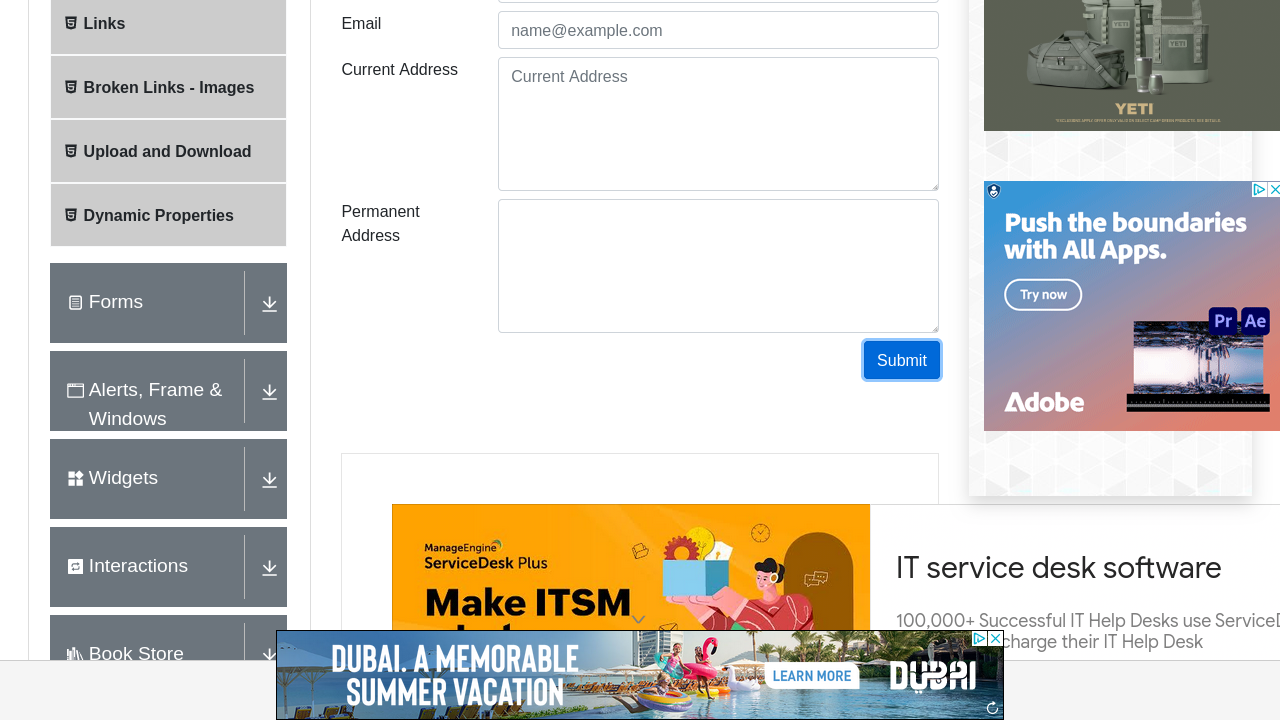 Links
Broken Links - Images
Upload and Download
Dynamic Properties
Forms
Alerts, Frame &
Windows
Widgets
Interactions
Book Store
Email
name@example.com
Current Address
Current Address
Permanent
Address
Submit
YETI
Push the boundaries
with All Apps.
Try now
Pr
Ae
Adobe
ManageEngine
ServiceDesk Plus
Make ITSM
IT service desk software
100,000+ Successful IT Help Desks use ServiceD
charge their IT Help Desk
DUBAI. A MEMORABLE
SUMMER VACATION
LEARN MORE
DUBAI